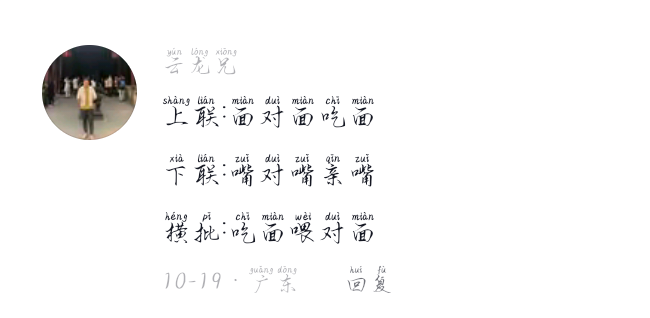 yún lóng xiōng
云龙兄
shàng lián miàn duì miàn chī miàn
上联:面对面吃面
xià lián zuǐ duì zuǐ qīn zuǐ
下联:嘴对嘴亲嘴
héng pī chī miàn wèi duì miàn
横批:吃面喂对面
guǎng dōng huí fù
10-19·广东 回复